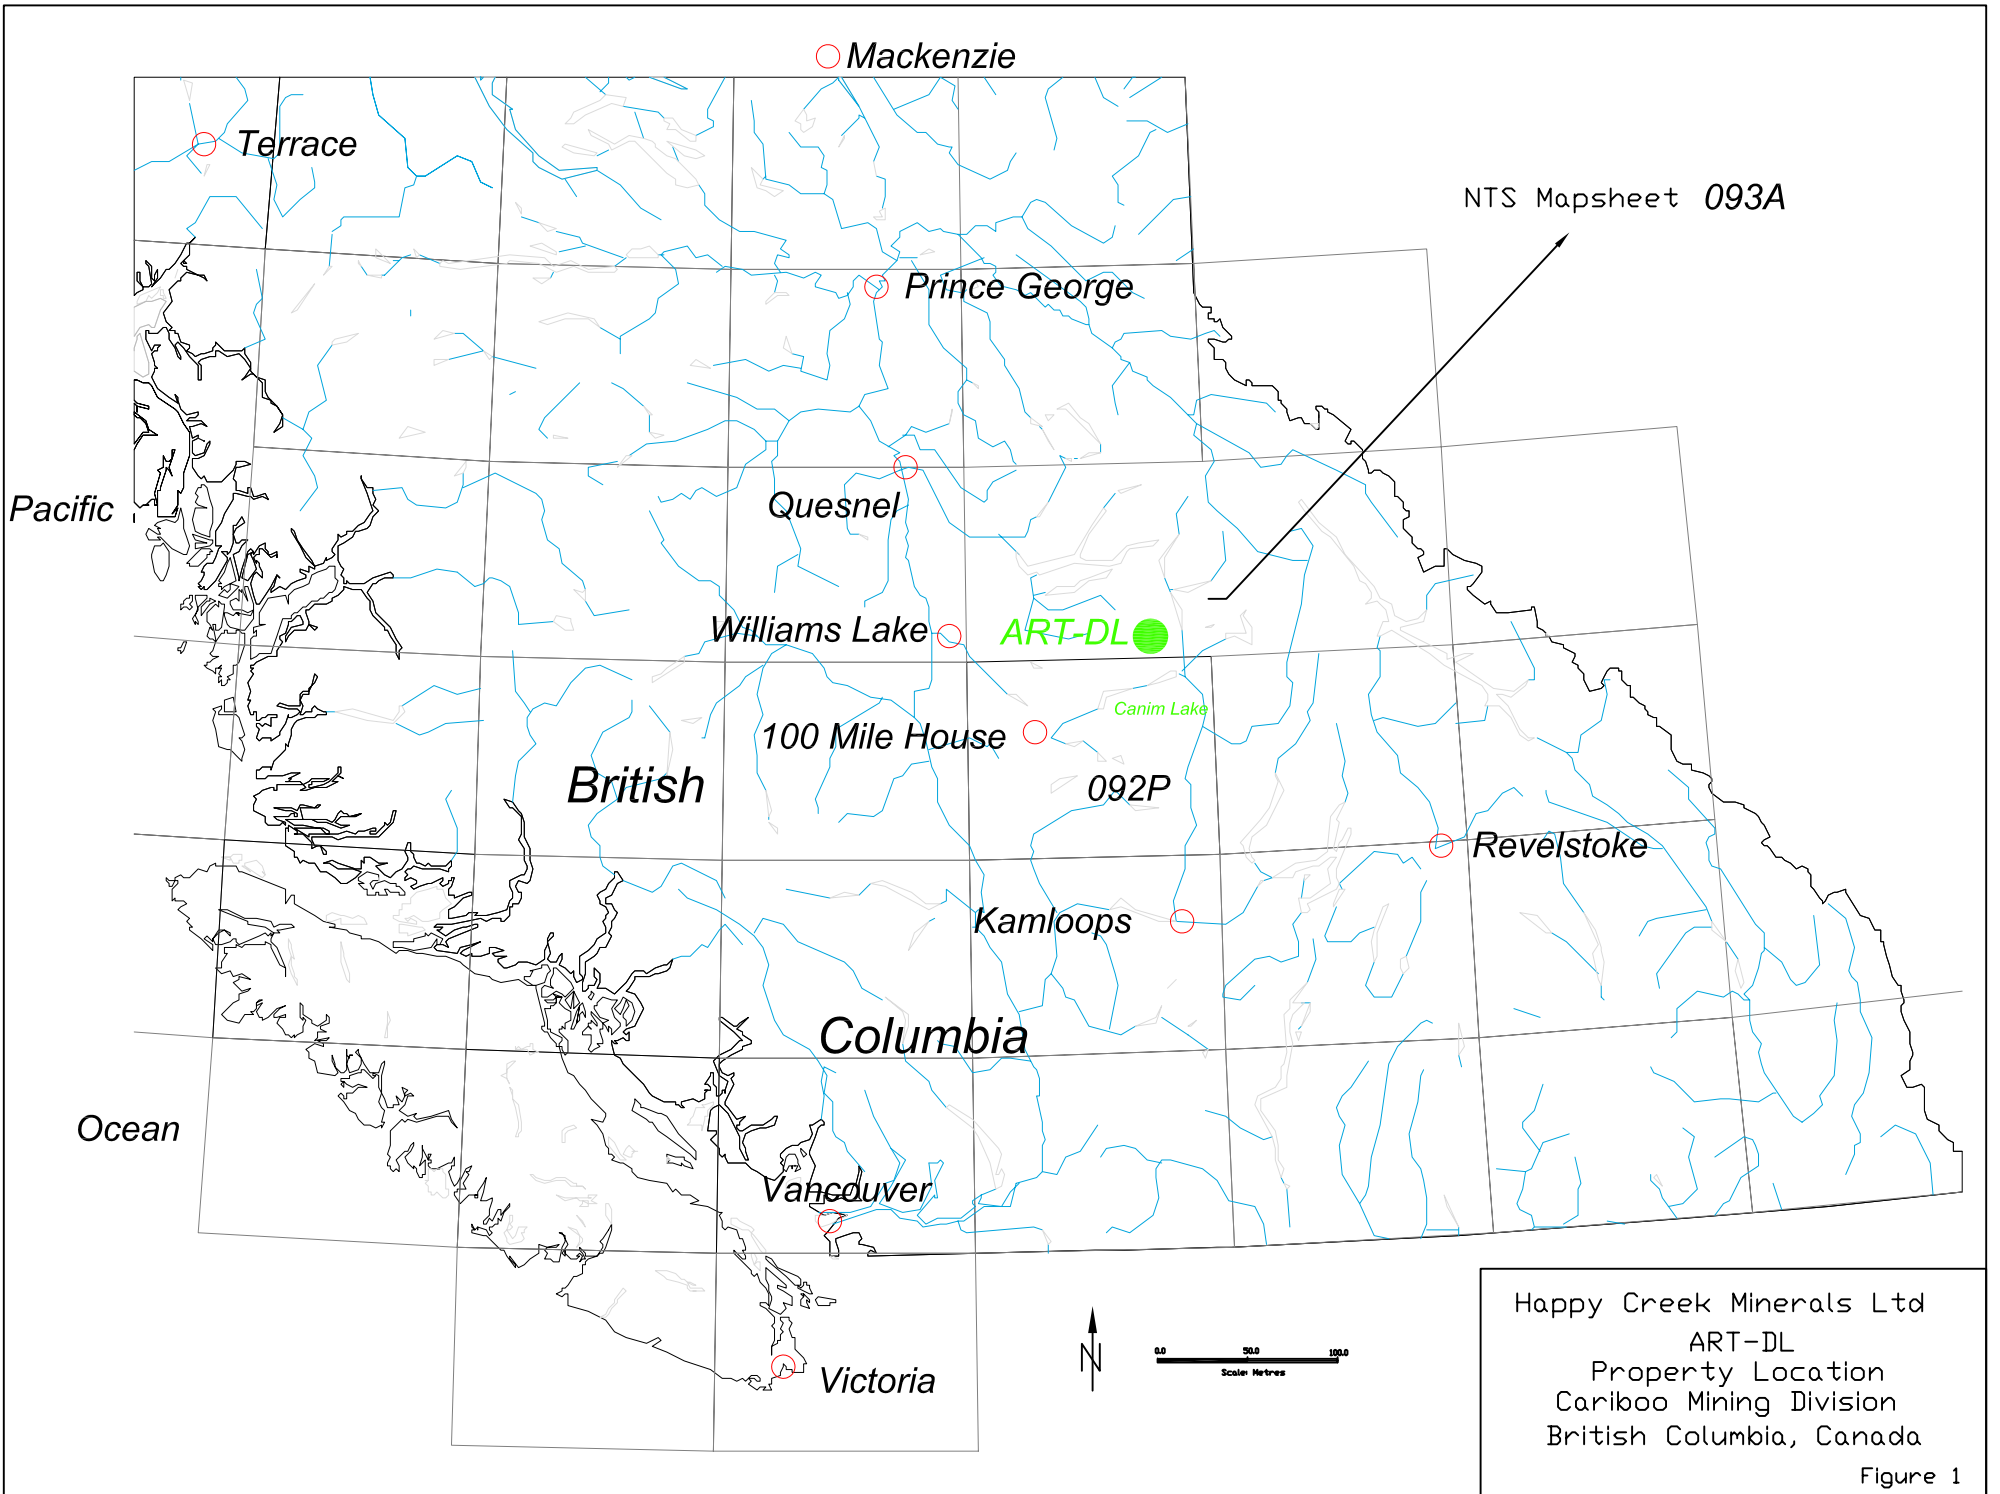 Mackenzie
Terrace
NTS Mapsheet 093A
Prince George
Pacific
Quesnel
Williams Lake
ART-DL
Canim Lake
100 Mile House
British
092P
Revelstoke
Kamloops
Columbia
Ocean
Vancouver
Victoria
N
0.0 50.0 100.0
Scale: Metres
Happy Creek Minerals Ltd
ART-DL
Property Location
Cariboo Mining Division
British Columbia, Canada
Figure 1